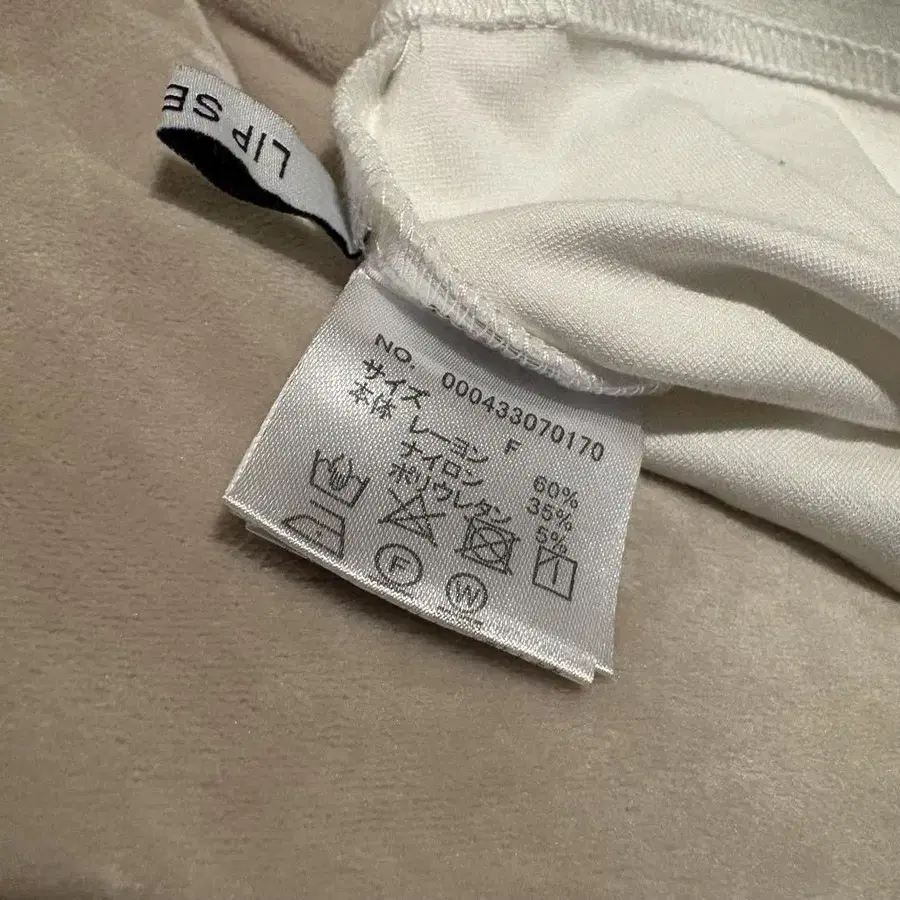 LIP SE
NO. 000433070170
サイズ F
本体 レーヨン 60%
ナイロン 35%
ポリウレタン 5%
F W